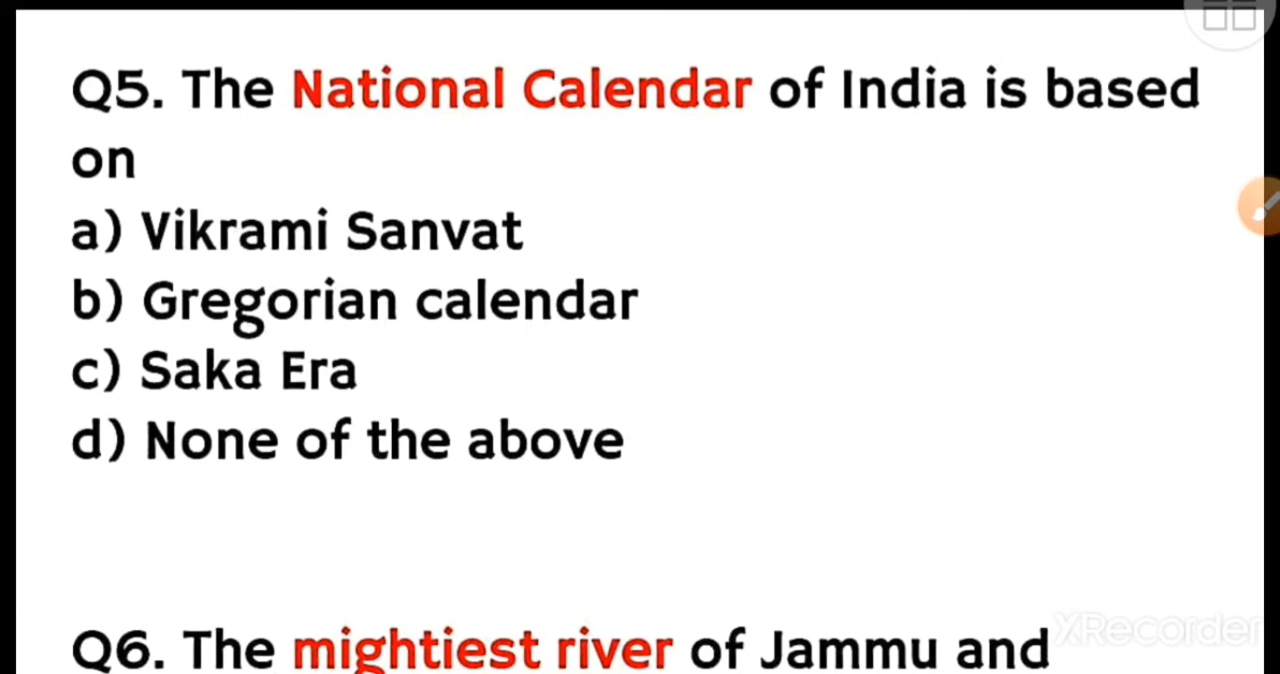 Q5. The National Calendar of India is based
on
a) Vikrami Sanvat
b) Gregorian calendar
c) Saka Era
d) None of the above
Q6. The mightiest river of Jammu and
XRecorder